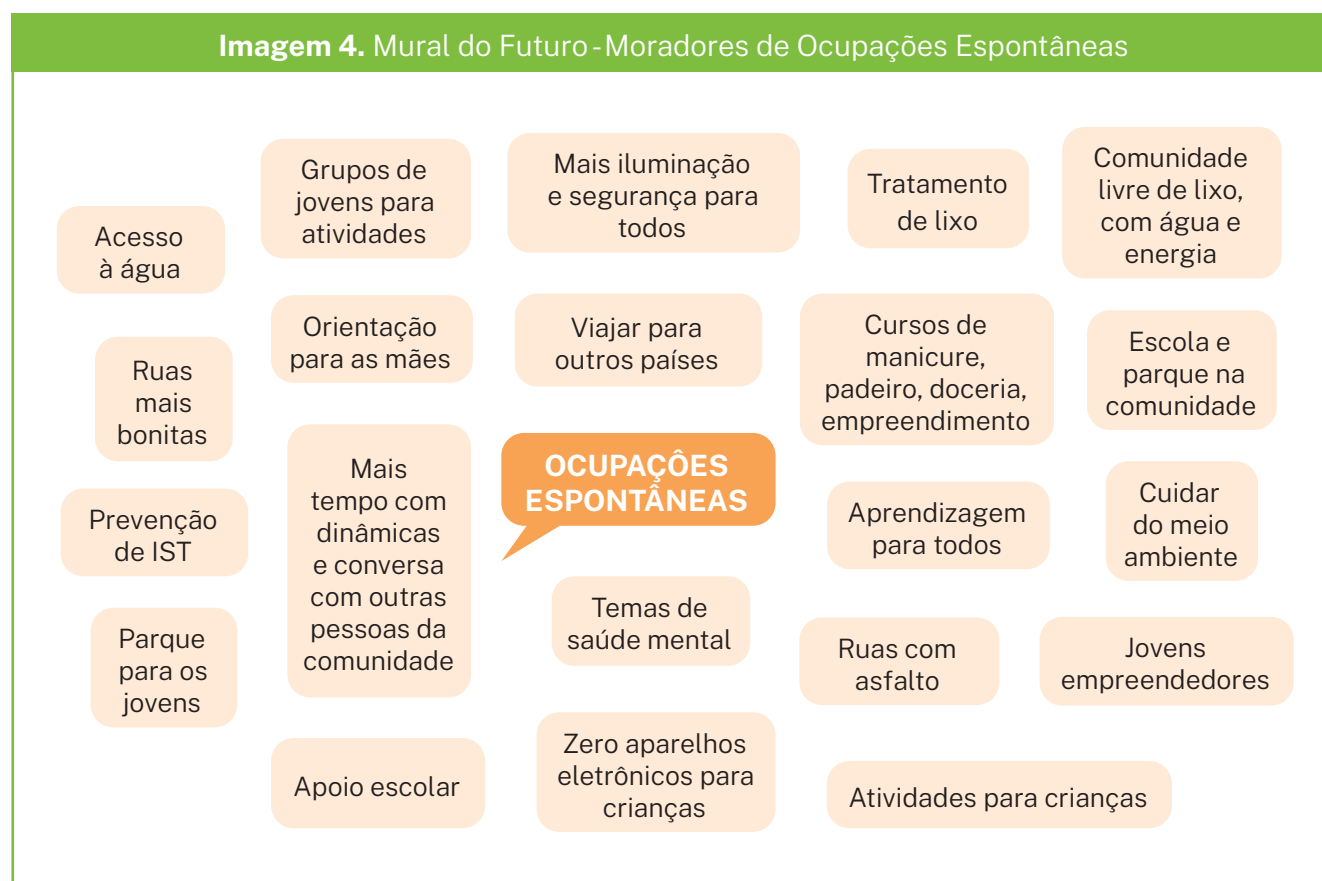 Imagem 4. Mural do Futuro - Moradores de Ocupações Espontâneas
Acesso
à água
Grupos de
jovens para
atividades
Mais iluminação
e segurança para
todos
Tratamento
de lixo
Comunidade
livre de lixo,
com água e
energia
Ruas
mais
bonitas
Orientação
para as mães
Viajar para
outros países
Cursos de
manicure,
padeiro, doceria,
empreendimento
Escola e
parque na
comunidade
Prevenção
de IST
Mais
tempo com
dinâmicas
e conversa
com outras
pessoas da
comunidade
OCUPAÇÔES
ESPONTÂNEAS
Aprendizagem
para todos
Cuidar
do meio
ambiente
Parque
para os
jovens
Temas de
saúde mental
Ruas com
asfalto
Jovens
empreendedores
Apoio escolar
Zero aparelhos
eletrônicos para
crianças
Atividades para crianças